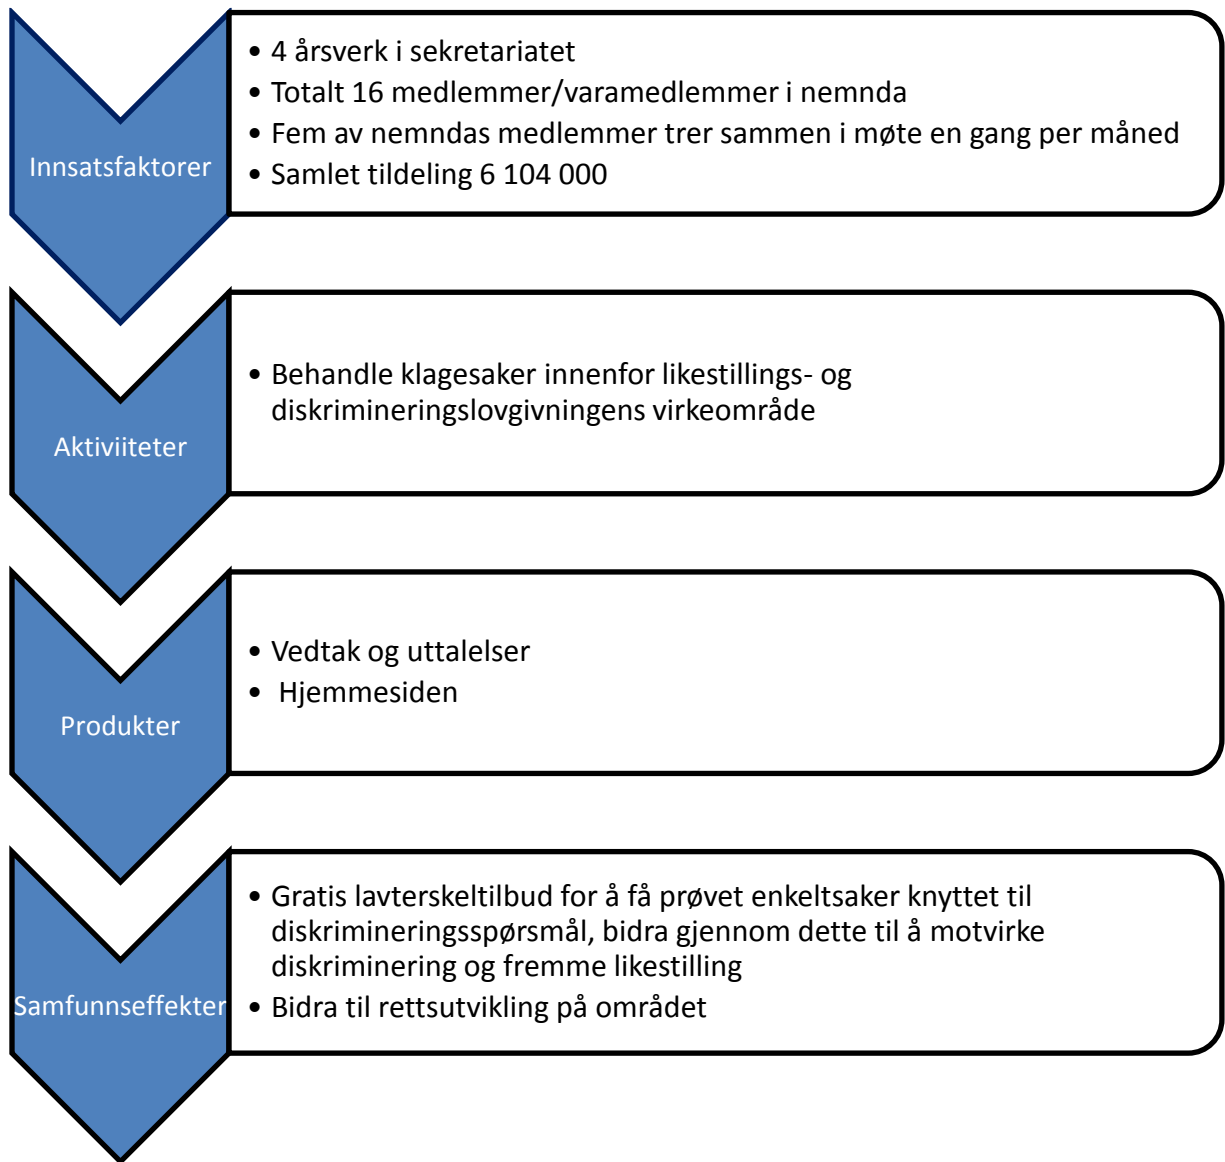 Innsatsfaktorer
• 4 årsverk i sekretariatet
• Totalt 16 medlemmer/varamedlemmer i nemnda
• Fem av nemndas medlemmer trer sammen i møte en gang per måned
• Samlet tildeling 6 104 000
Aktiviiteter
• Behandle klagesaker innenfor likestillings- og
diskrimineringslovgivningens virkeområde
Produkter
• Vedtak og uttalelser
• Hjemmesiden
Samfunnseffekter
• Gratis lavterskeltilbud for å få prøvet enkeltsaker knyttet til
diskrimineringsspørsmål, bidra gjennom dette til å motvirke
diskriminering og fremme likestilling
• Bidra til rettsutvikling på området